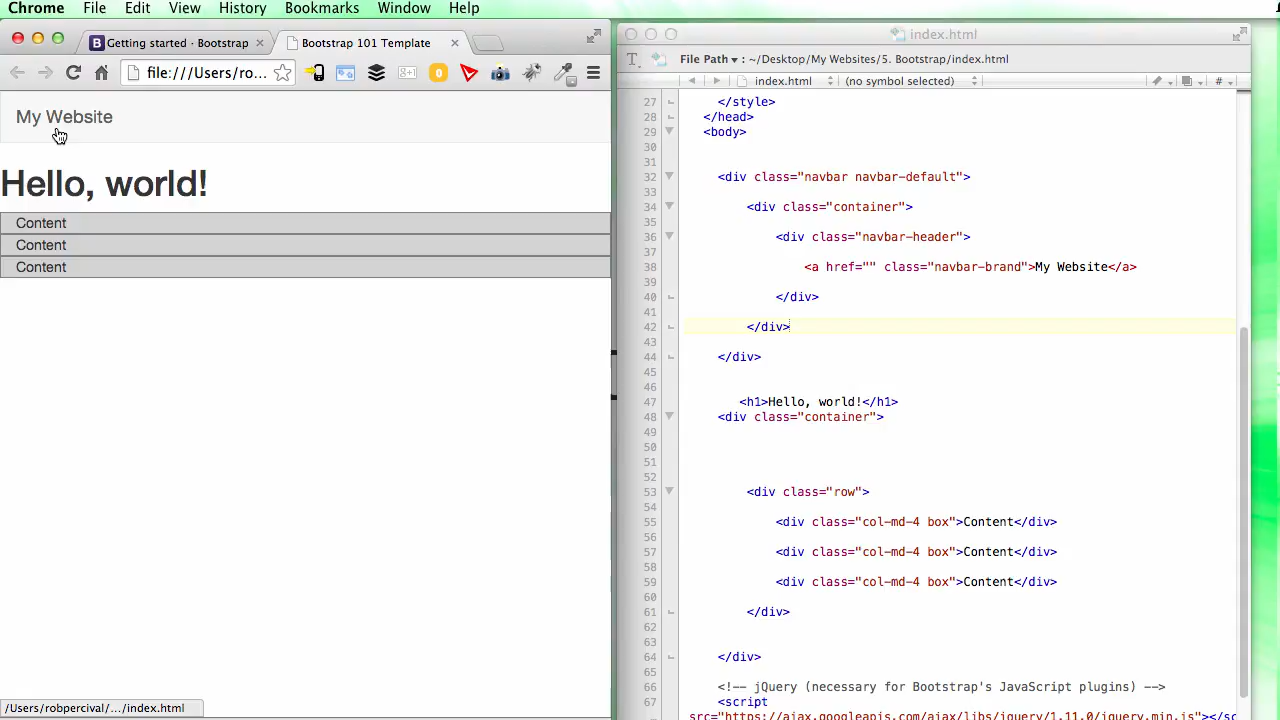 Chrome File Edit View History Bookmarks Window Help
Getting started · Bootstrap
Bootstrap 101 Template
file:///Users/ro...
My Website
Hello, world!
Content
Content
Content
/Users/robpercival/.../index.html
index.html
File Path ▾ : ~/Desktop/My Websites/5. Bootstrap/index.html
index.html (no symbol selected) #
27 </style>
28 </head>
29 <body>
30
31
32 <div class="navbar navbar-default">
33
34 <div class="container">
35
36 <div class="navbar-header">
37
38 <a href="" class="navbar-brand">My Website</a>
39
40 </div>
41
42 </div>
43
44 </div>
45
46
47 <h1>Hello, world!</h1>
48 <div class="container">
49
50
51
52
53 <div class="row">
54
55 <div class="col-md-4 box">Content</div>
56
57 <div class="col-md-4 box">Content</div>
58
59 <div class="col-md-4 box">Content</div>
60
61 </div>
62
63
64 </div>
65
66 <!-- jQuery (necessary for Bootstrap's JavaScript plugins) -->
67 <script
src="https://ajax.googleapis.com/ajax/libs/jquery/1.11.0/jquery.min.js"></sc